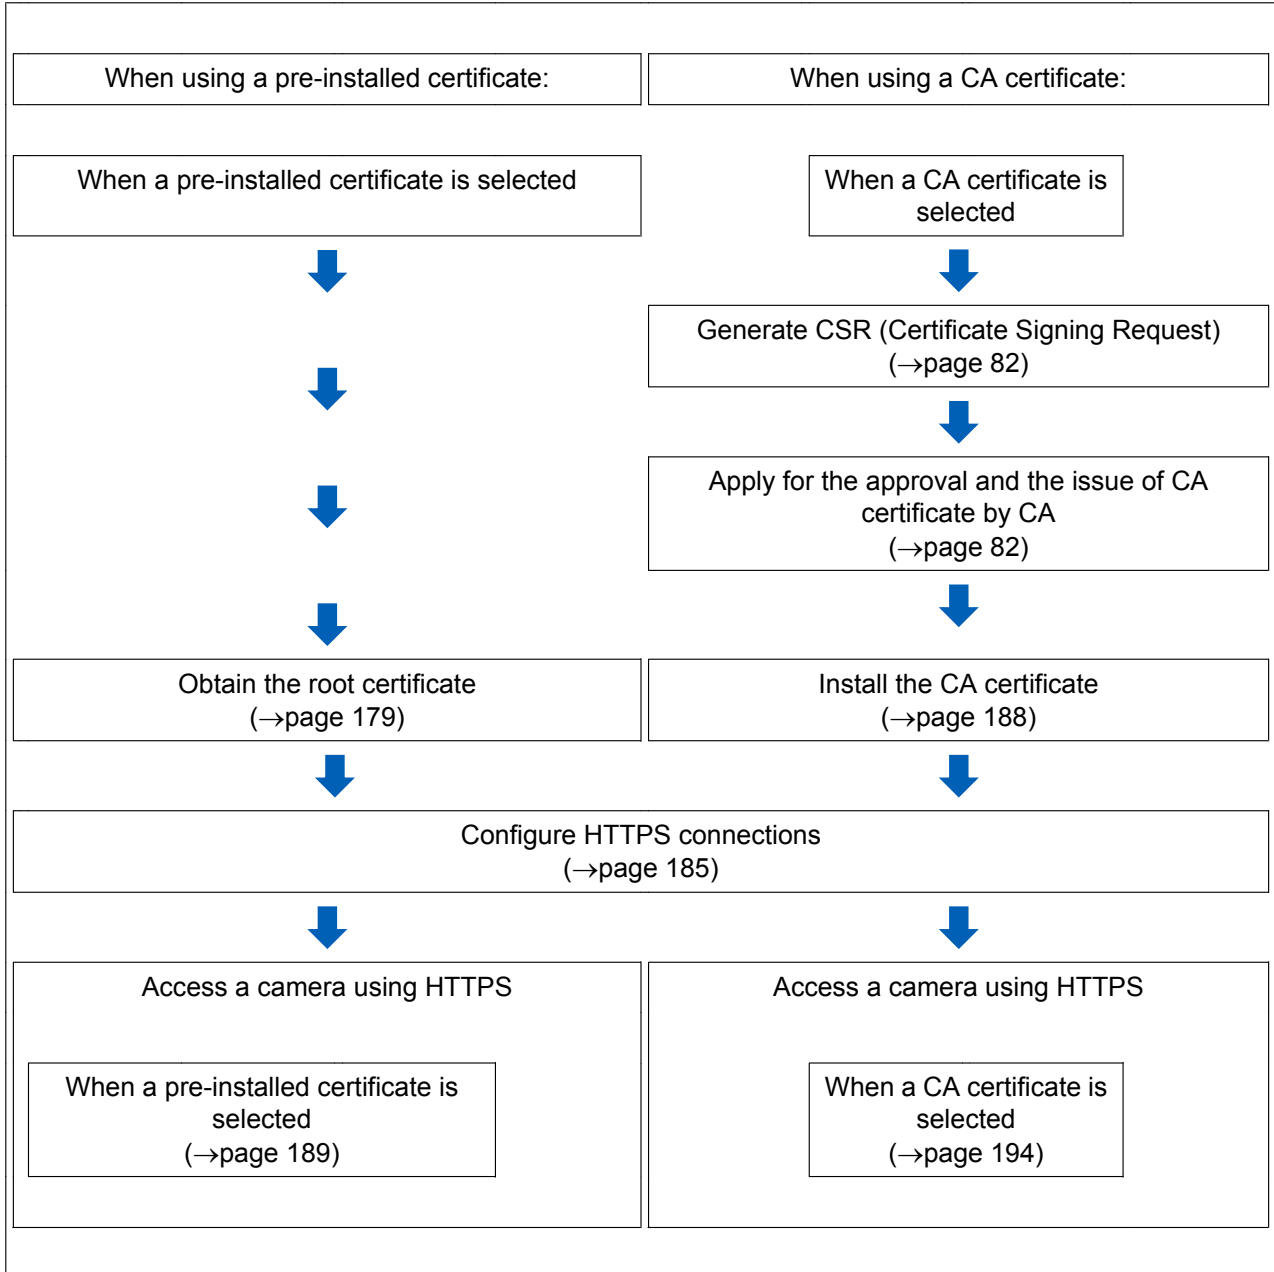 When using a pre-installed certificate:
When using a CA certificate:
When a pre-installed certificate is selected
When a CA certificate is
selected
Generate CSR (Certificate Signing Request)
(→page 82)
Apply for the approval and the issue of CA
certificate by CA
(→page 82)
Obtain the root certificate
(→page 179)
Install the CA certificate
(→page 188)
Configure HTTPS connections
(→page 185)
Access a camera using HTTPS
When a pre-installed certificate is
selected
(→page 189)
Access a camera using HTTPS
When a CA certificate is
selected
(→page 194)